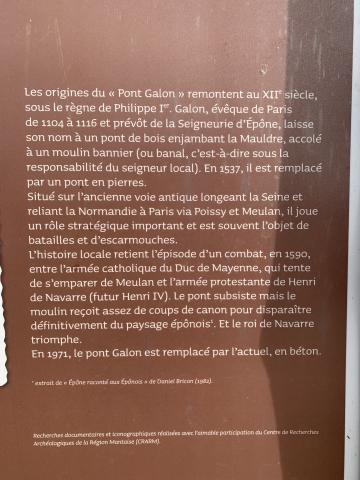 Les origines du « Pont Galon » remontent au XIIe siècle,
sous le règne de Philippe Ier. Galon, évêque de Paris
de 1104 à 1116 et prévôt de la Seigneurie d'Épône, laisse
son nom à un pont de bois enjambant la Mauldre, accolé
à un moulin bannier (ou banal, c'est-à-dire sous la
responsabilité du seigneur local). En 1537, il est remplacé
par un pont en pierres.
Situé sur l'ancienne voie antique longeant la Seine et
reliant la Normandie à Paris via Poissy et Meulan, il joue
un rôle stratégique important et est souvent l'objet de
batailles et d'escarmouches.
L'histoire locale retient l'épisode d'un combat, en 1590,
entre l'armée catholique du Duc de Mayenne, qui tente
de s'emparer de Meulan et l'armée protestante de Henri
de Navarre (futur Henri IV). Le pont subsiste mais le
moulin reçoit assez de coups de canon pour disparaître
définitivement du paysage épônois¹. Et le roi de Navarre
triomphe.
En 1971, le pont Galon est remplacé par l'actuel, en béton.
¹ extrait de « Épône raconté aux Épônois » de Daniel Bricon (1982).
Recherches documentaires et iconographiques réalisées avec l'aimable participation du Centre de Recherches
Archéologiques de la Région Mantaise (CRARM).